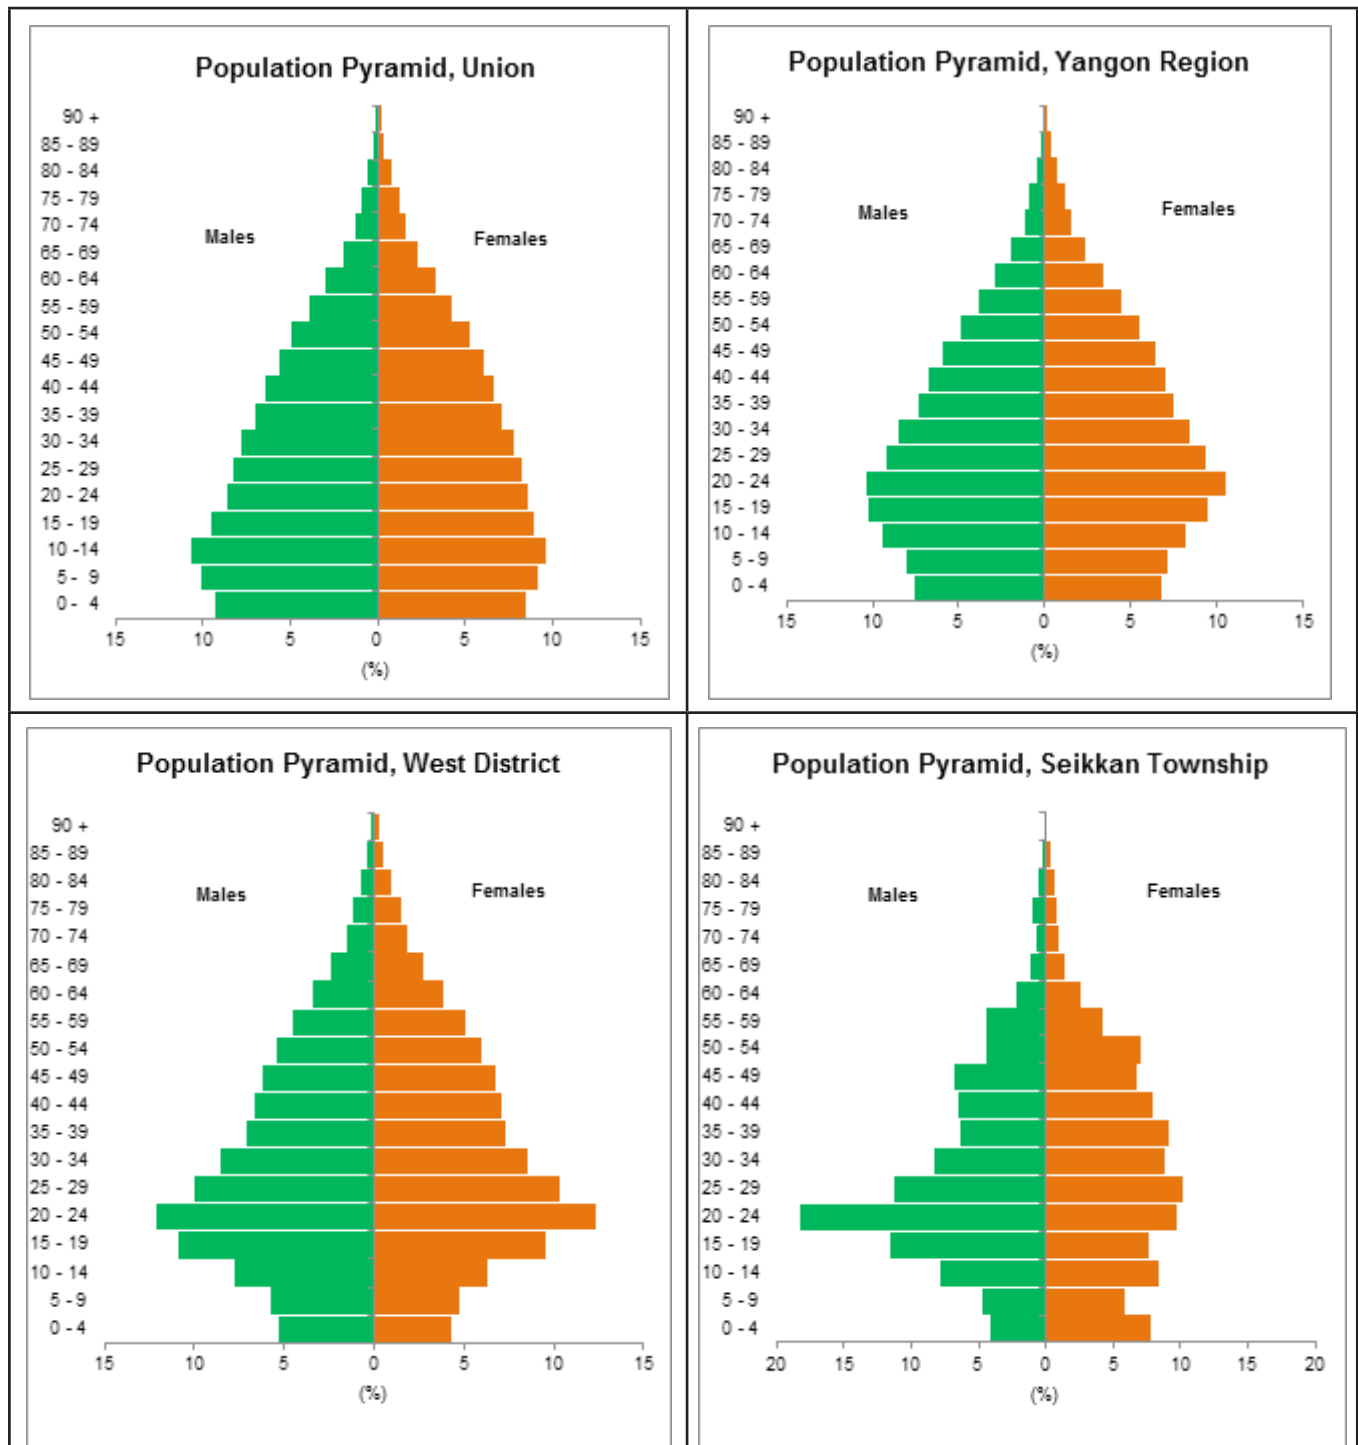 Population Pyramid, Union
90 +
85 - 89
80 - 84
75 - 79
70 - 74
65 - 69
60 - 64
55 - 59
50 - 54
45 - 49
40 - 44
35 - 39
30 - 34
25 - 29
20 - 24
15 - 19
10 -14
5 - 9
0 - 4
Males
Females
15 10 5 0 5 10 15
(%)
Population Pyramid, Yangon Region
90 +
85 - 89
80 - 84
75 - 79
70 - 74
65 - 69
60 - 64
55 - 59
50 - 54
45 - 49
40 - 44
35 - 39
30 - 34
25 - 29
20 - 24
15 - 19
10 - 14
5 - 9
0 - 4
Males
Females
15 10 5 0 5 10 15
(%)
Population Pyramid, West District
90 +
85 - 89
80 - 84
75 - 79
70 - 74
65 - 69
60 - 64
55 - 59
50 - 54
45 - 49
40 - 44
35 - 39
30 - 34
25 - 29
20 - 24
15 - 19
10 - 14
5 - 9
0 - 4
Males
Females
15 10 5 0 5 10 15
(%)
Population Pyramid, Seikkan Township
90 +
85 - 89
80 - 84
75 - 79
70 - 74
65 - 69
60 - 64
55 - 59
50 - 54
45 - 49
40 - 44
35 - 39
30 - 34
25 - 29
20 - 24
15 - 19
10 - 14
5 - 9
0 - 4
Males
Females
20 15 10 5 0 5 10 15 20
(%)